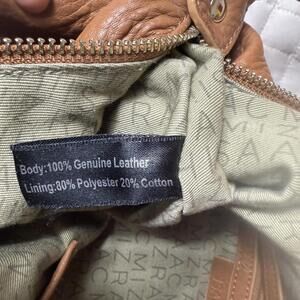 Body:100% Genuine Leather
Lining:80% Polyester 20% Cotton